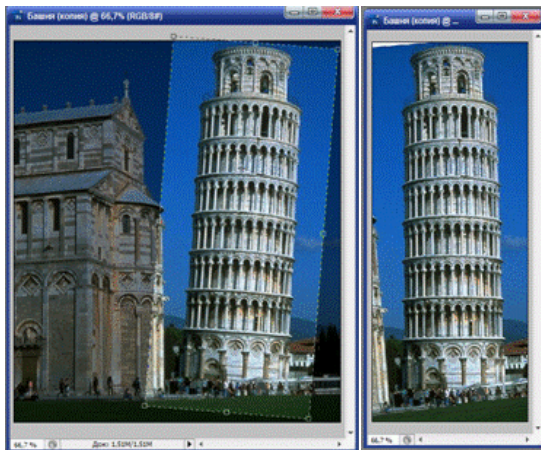 Башня (копия) @ 66,7% (RGB/8#)
Башня (копия) @ ...
66,7 %
Док: 1.51M/1.51M
66,7 %